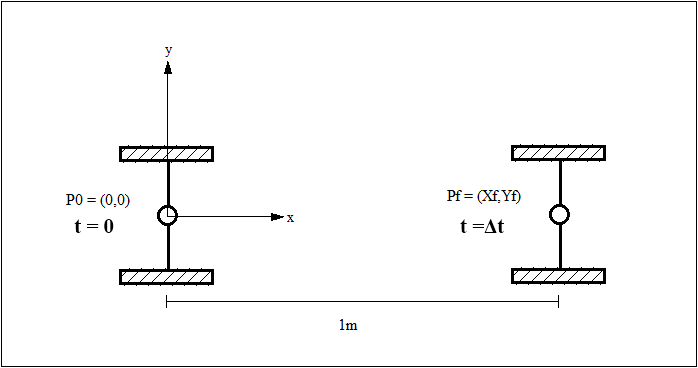 y
P0 = (0,0)
t = 0
x
Pf = (Xf,Yf)
t =Δt
1m